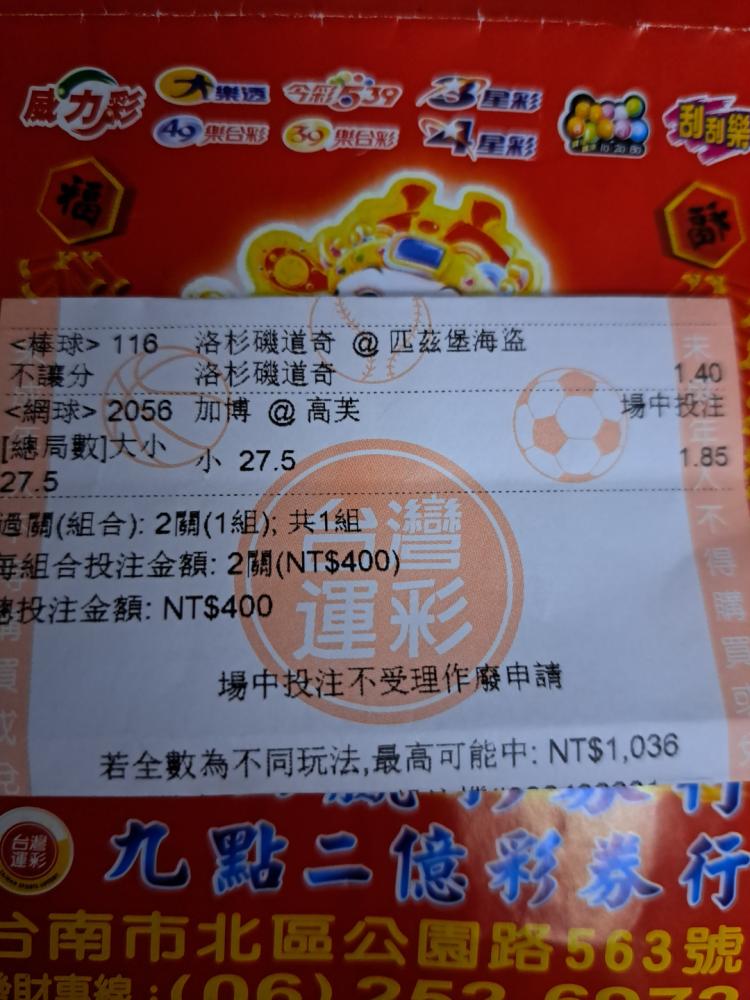 威力彩 大樂透 今彩539 3星彩 刮刮樂
49樂合彩 39樂合彩 4星彩
福 福
<棒球> 116 洛杉磯道奇 @ 匹茲堡海盜
不讓分 洛杉磯道奇 1.40
<網球> 2056 加博 @ 高芙 場中投注
[總局數]大小 小 27.5 1.85
27.5
過關(組合): 2關(1組); 共1組
每組合投注金額: 2關(NT$400)
總投注金額: NT$400
台灣
運彩
場中投注不受理作廢申請
若全數為不同玩法,最高可能中: NT$1,036
台灣
運彩
九點二億彩券行
台南市北區公園路563號